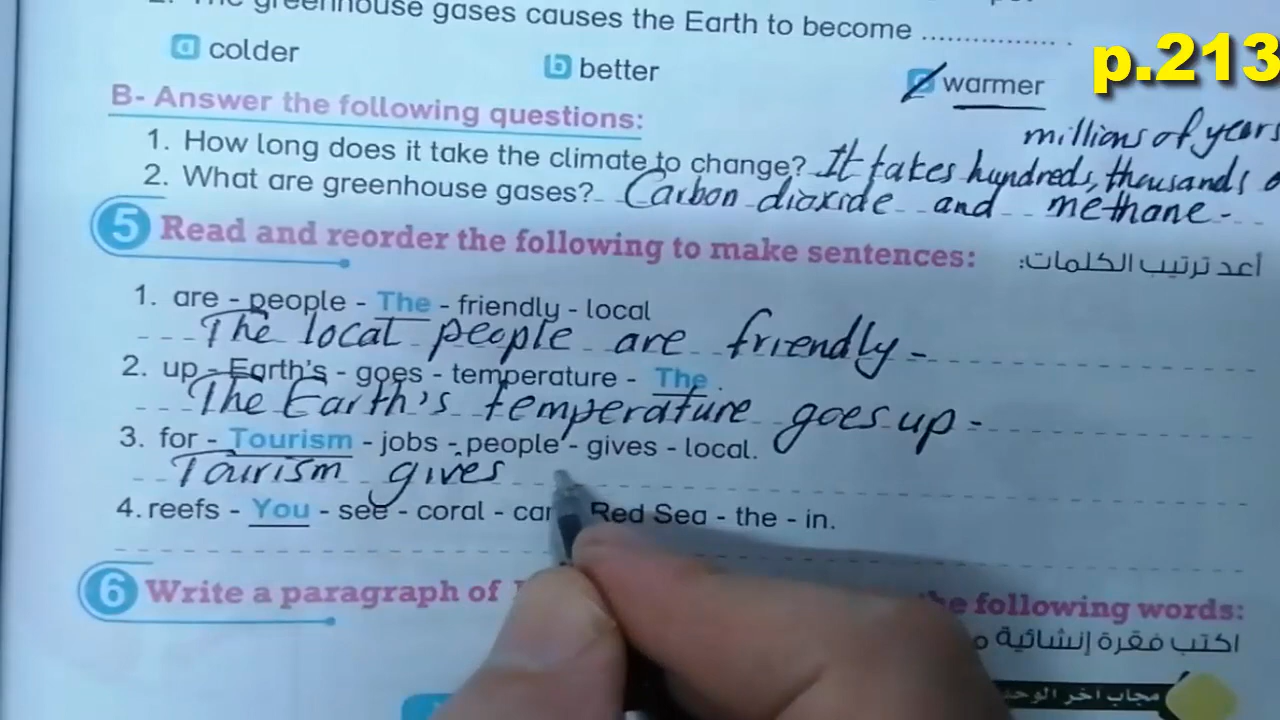 greenhouse gases causes the Earth to become ................ .
a colder
b better
c warmer
p.213
B- Answer the following questions:
millions of years
1. How long does it take the climate to change? It takes hundreds, thousands
2. What are greenhouse gases? Carbon dioxide and methane -
5 Read and reorder the following to make sentences:
أعد ترتيب الكلمات:
1. are - people - The - friendly - local
The local people are friendly -
2. up - Earth's - goes - temperature - The .
The Earth's temperature goes up -
3. for - Tourism - jobs - people - gives - local.
Tourism gives
4. reefs - You - see - coral - can Red Sea - the - in.
6 Write a paragraph of the following words:
اكتب فقرة إنشائية
مجاب آخر